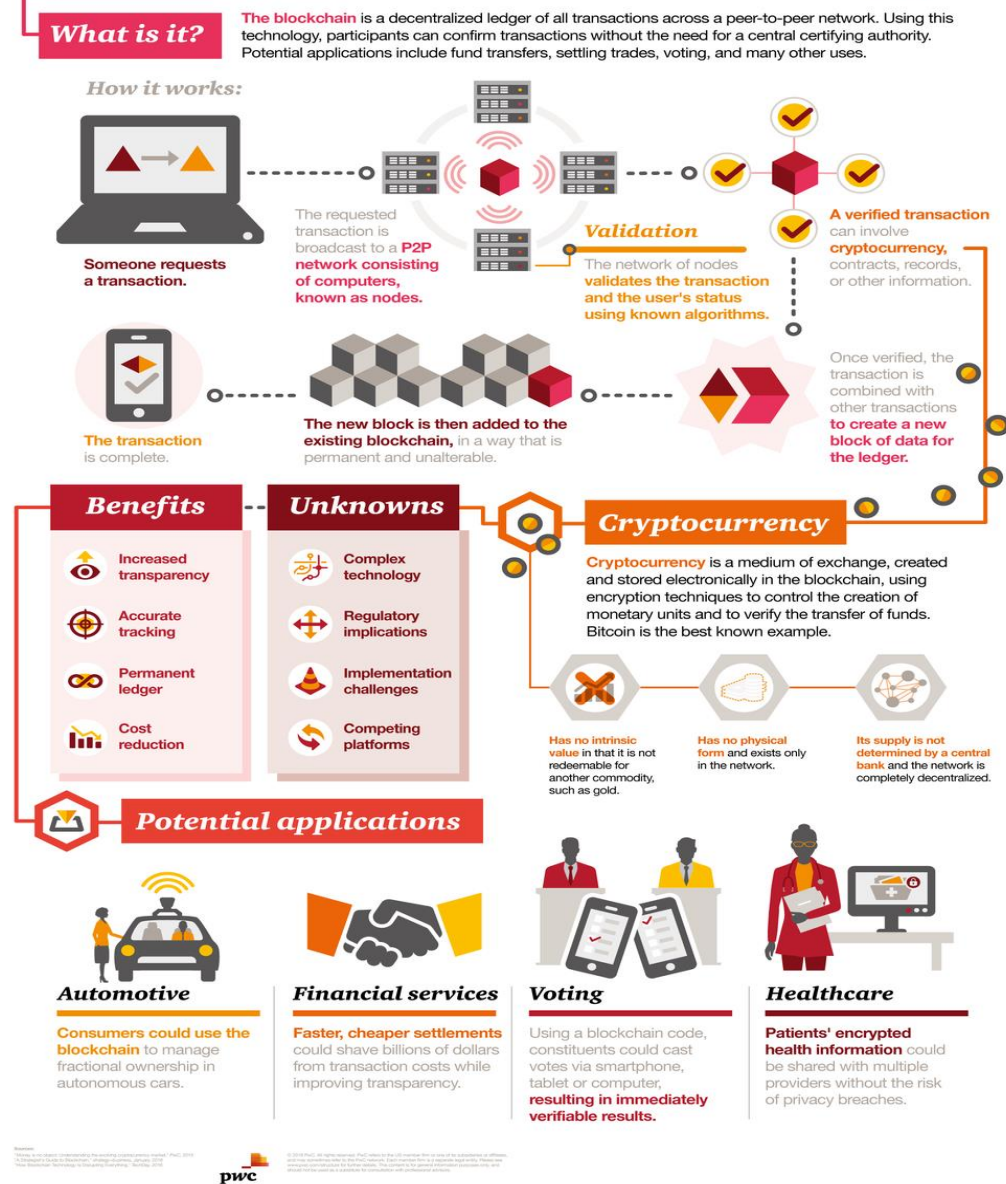 What is it?
The blockchain is a decentralized ledger of all transactions across a peer-to-peer network. Using this
technology, participants can confirm transactions without the need for a central certifying authority.
Potential applications include fund transfers, settling trades, voting, and many other uses.
How it works:
Someone requests
a transaction.
The requested
transaction is
broadcast to a P2P
network consisting
of computers,
known as nodes.
Validation
The network of nodes
validates the transaction
and the user's status
using known algorithms.
A verified transaction
can involve
cryptocurrency,
contracts, records,
or other information.
Once verified, the
transaction is
combined with
other transactions
to create a new
block of data for
the ledger.
The new block is then added to the
existing blockchain, in a way that is
permanent and unalterable.
The transaction
is complete.
Benefits
Increased
transparency
Accurate
tracking
Permanent
ledger
Cost
reduction
Unknowns
Complex
technology
Regulatory
implications
Implementation
challenges
Competing
platforms
Cryptocurrency
Cryptocurrency is a medium of exchange, created
and stored electronically in the blockchain, using
encryption techniques to control the creation of
monetary units and to verify the transfer of funds.
Bitcoin is the best known example.
Has no intrinsic
value in that it is not
redeemable for
another commodity,
such as gold.
Has no physical
form and exists only
in the network.
Its supply is not
determined by a central
bank and the network is
completely decentralized.
Potential applications
Automotive
Consumers could use the
blockchain to manage
fractional ownership in
autonomous cars.
Financial services
Faster, cheaper settlements
could shave billions of dollars
from transaction costs while
improving transparency.
Voting
Using a blockchain code,
constituents could cast
votes via smartphone,
tablet or computer,
resulting in immediately
verifiable results.
Healthcare
Patients' encrypted
health information could
be shared with multiple
providers without the risk
of privacy breaches.
pwc